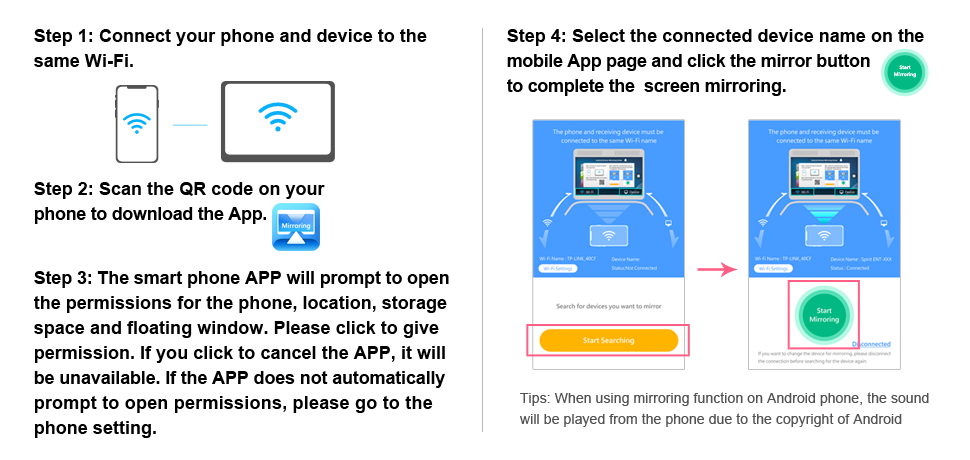 Step 1: Connect your phone and device to the
same Wi-Fi.
Step 2: Scan the QR code on your
phone to download the App.
Mirroring
Step 3: The smart phone APP will prompt to open
the permissions for the phone, location, storage
space and floating window. Please click to give
permission. If you click to cancel the APP, it will
be unavailable. If the APP does not automatically
prompt to open permissions, please go to the
phone setting.
Step 4: Select the connected device name on the
mobile App page and click the mirror button
to complete the screen mirroring.
Start
Mirroring
The phone and receiving device must be
connected to the same Wi-Fi name
Wi-Fi Name : TP-LINK_40CF
Device Name:
Wi-Fi Settings
Status:Not Connected
Search for devices you want to mirror
Start Searching
The phone and receiving device must be
connected to the same Wi-Fi name
Wi-Fi Name : TP-LINK_40CF
Device Name : Spirit ENT-XXX
Wi-Fi Settings
Status : Connected
Start
Mirroring
Disconnected
If you want to change the device for mirroring, please disconnect
the connection before searching for the device again.
Tips: When using mirroring function on Android phone, the sound
will be played from the phone due to the copyright of Android